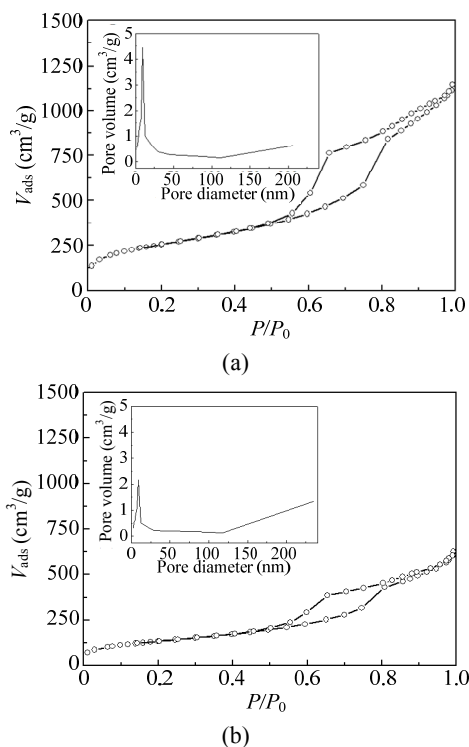 1500
1250
1000
750
500
250
0
V_ads (cm³/g)
5
4
3
2
1
0
Pore volume (cm³/g)
0 50 100 150 200
Pore diameter (nm)
0 0.2 0.4 0.6 0.8 1.0
P/P₀
(a)
1500
1250
1000
750
500
250
0
V_ads (cm³/g)
5
4
3
2
1
0
Pore volume (cm³/g)
0 50 100 150 200
Pore diameter (nm)
0 0.2 0.4 0.6 0.8 1.0
P/P₀
(b)